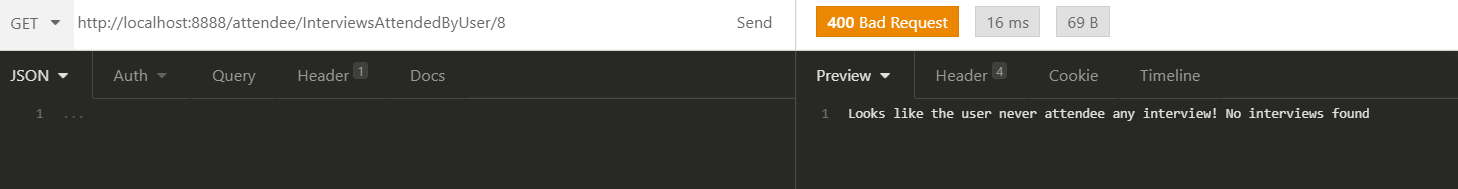 GET http://localhost:8888/attendee/InterviewsAttendedByUser/8 Send 400 Bad Request 16 ms 69 B
JSON Auth Query Header 1 Docs Preview Header 4 Cookie Timeline
1 ... 1 Looks like the user never attendee any interview! No interviews found